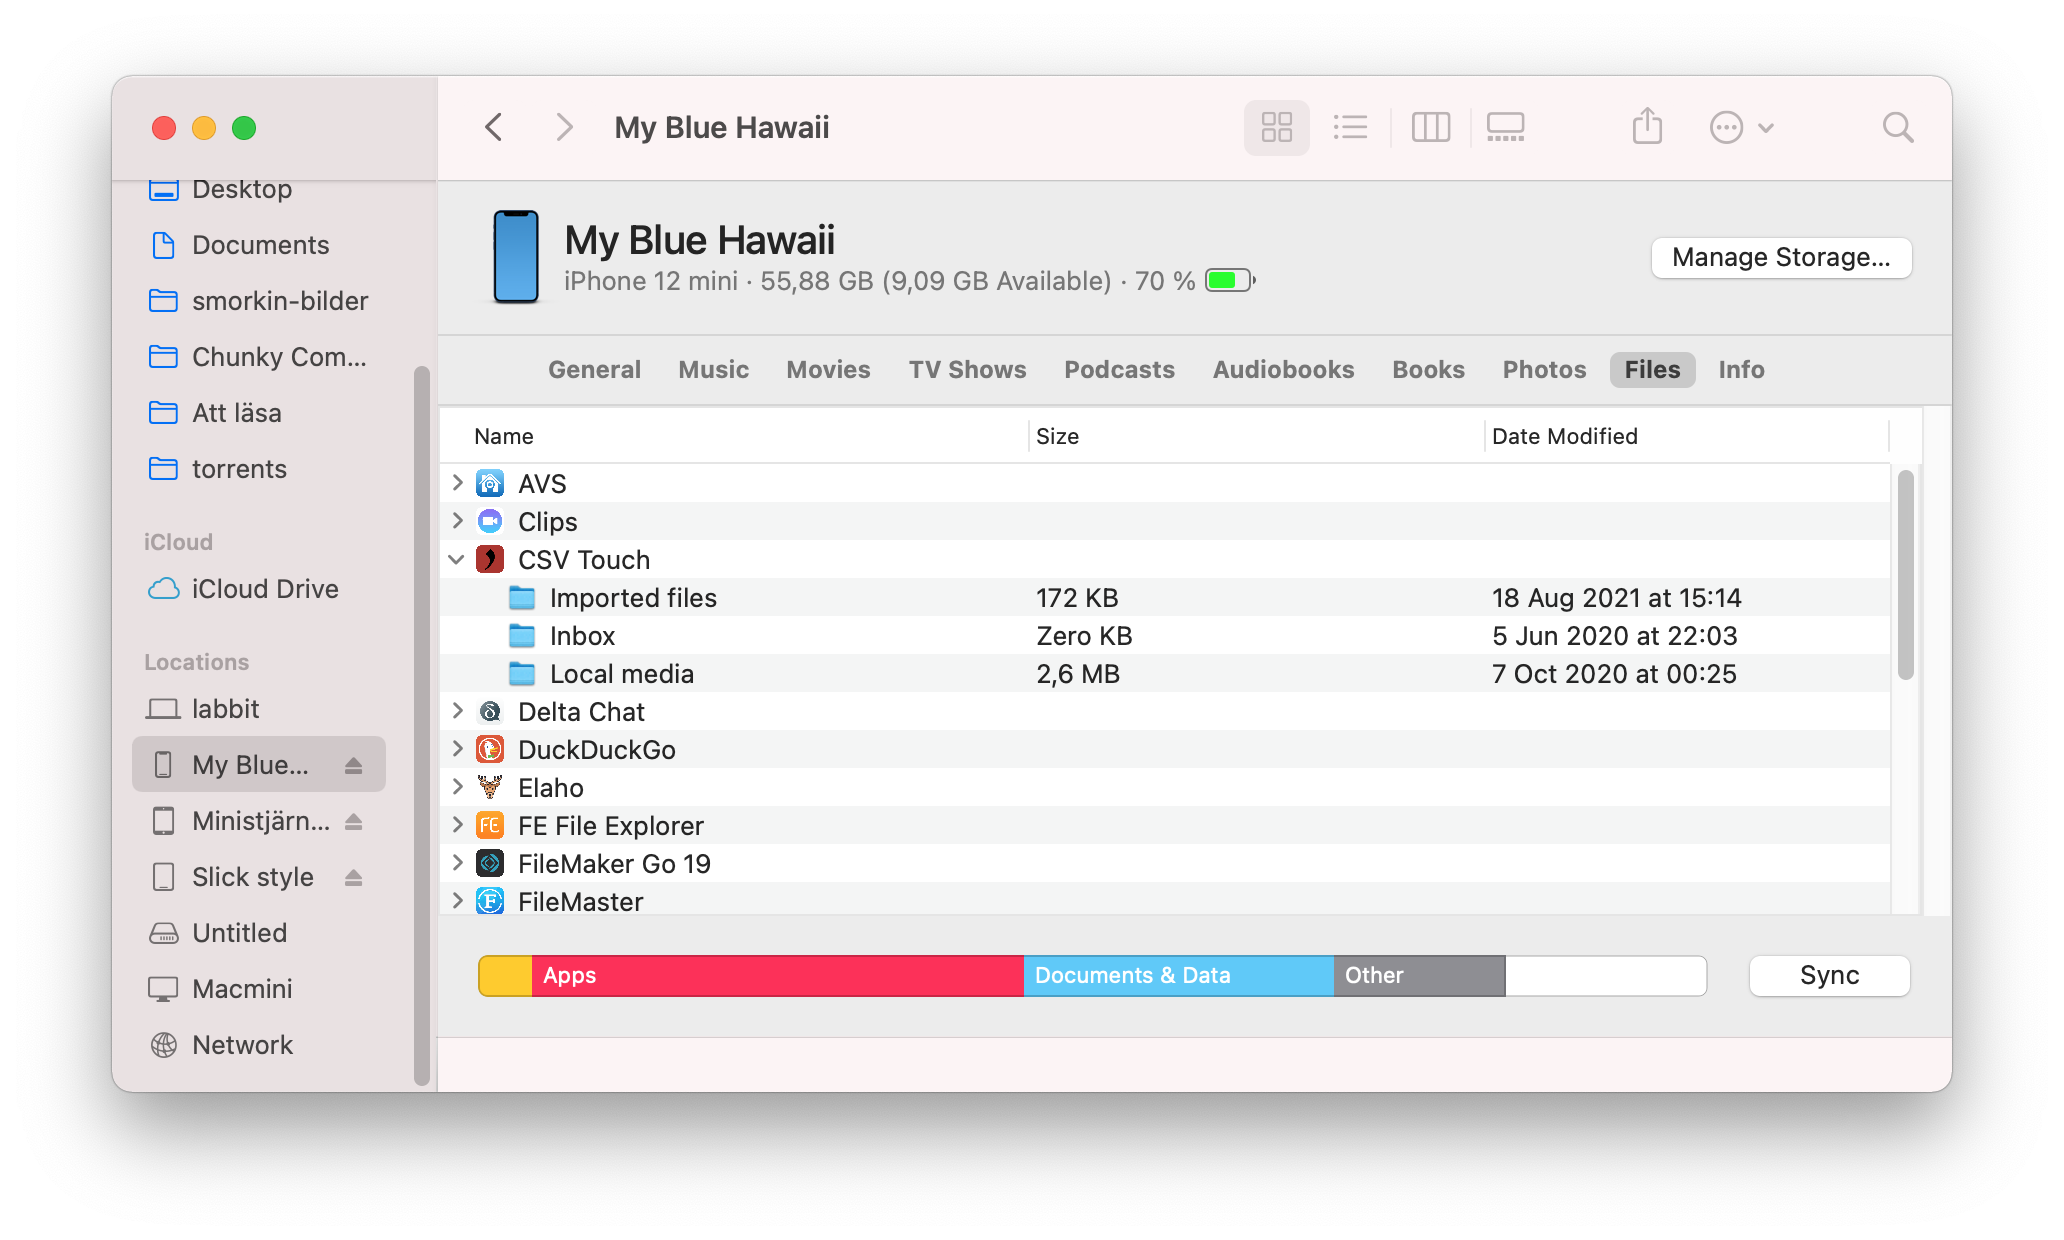 My Blue Hawaii
Desktop
Documents
smorkin-bilder
Chunky Com...
Att läsa
torrents
iCloud
iCloud Drive
Locations
labbit
My Blue...
Ministjärn...
Slick style
Untitled
Macmini
Network
My Blue Hawaii
iPhone 12 mini · 55,88 GB (9,09 GB Available) · 70 %
Manage Storage...
General Music Movies TV Shows Podcasts Audiobooks Books Photos Files Info
Name Size Date Modified
AVS
Clips
CSV Touch
Imported files 172 KB 18 Aug 2021 at 15:14
Inbox Zero KB 5 Jun 2020 at 22:03
Local media 2,6 MB 7 Oct 2020 at 00:25
Delta Chat
DuckDuckGo
Elaho
FE FE File Explorer
FileMaker Go 19
F FileMaster
Apps Documents & Data Other
Sync